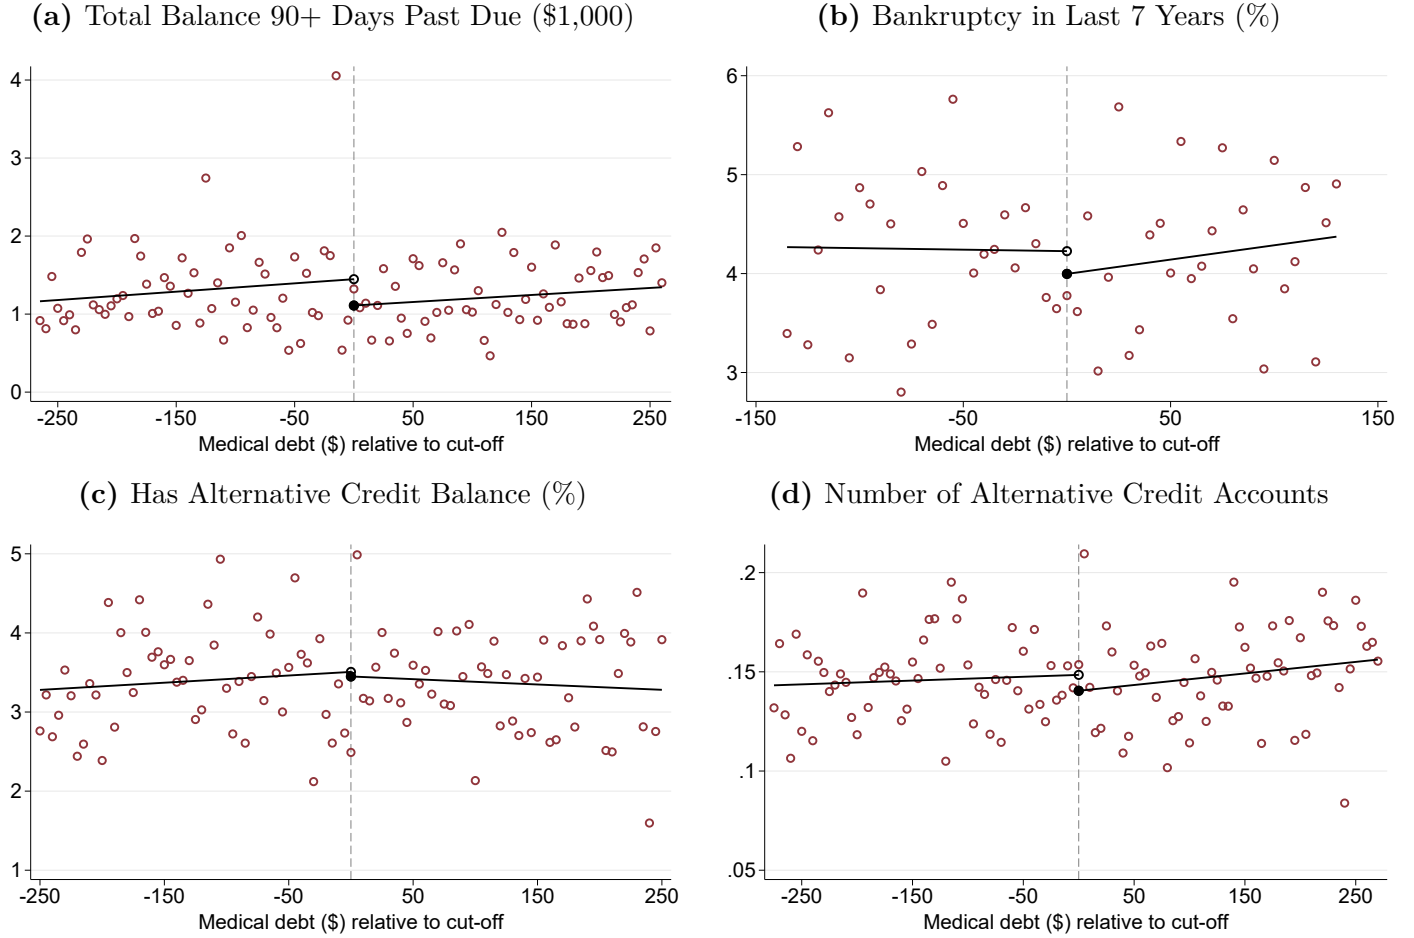 (a) Total Balance 90+ Days Past Due ($1,000)
4
3
2
1
0
-250 -150 -50 50 150 250
Medical debt ($) relative to cut-off
(b) Bankruptcy in Last 7 Years (%)
6
5
4
3
-150 -50 50 150
Medical debt ($) relative to cut-off
(c) Has Alternative Credit Balance (%)
5
4
3
2
1
-250 -150 -50 50 150 250
Medical debt ($) relative to cut-off
(d) Number of Alternative Credit Accounts
.2
.15
.1
.05
-250 -150 -50 50 150 250
Medical debt ($) relative to cut-off